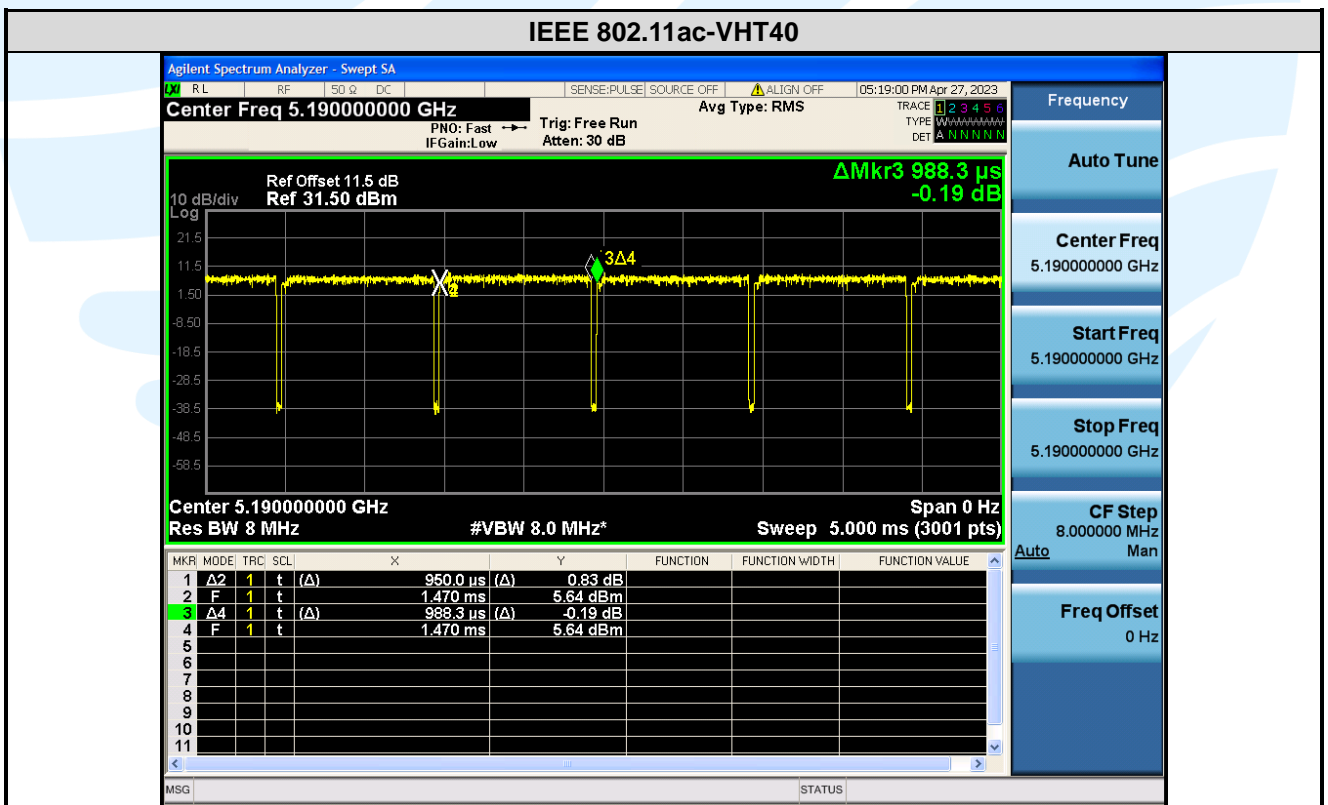 IEEE 802.11ac-VHT40
Agilent Spectrum Analyzer - Swept SA
LXI RL RF 50 Ω DC SENSE:PULSE SOURCE OFF ALIGN OFF 05:19:00 PM Apr 27, 2023
Center Freq 5.190000000 GHz Avg Type: RMS TRACE 1 2 3 4 5 6
PNO: Fast Trig: Free Run TYPE
IFGain:Low Atten: 30 dB DET A N N N N N
Frequency
ΔMkr3 988.3 µs
-0.19 dB
Ref Offset 11.5 dB
10 dB/div Ref 31.50 dBm
Log
21.5
11.5
1.50
-8.50
-18.5
-28.5
-38.5
-48.5
-58.5
3Δ4
Center 5.190000000 GHz Span 0 Hz
Res BW 8 MHz #VBW 8.0 MHz* Sweep 5.000 ms (3001 pts)
MKR MODE TRC SCL X Y FUNCTION FUNCTION WIDTH FUNCTION VALUE
1 Δ2 1 t (Δ) 950.0 µs (Δ) 0.83 dB
2 F 1 t 1.470 ms 5.64 dBm
3 Δ4 1 t (Δ) 988.3 µs (Δ) -0.19 dB
4 F 1 t 1.470 ms 5.64 dBm
5
6
7
8
9
10
11
MSG STATUS
Auto Tune
Center Freq
5.190000000 GHz
Start Freq
5.190000000 GHz
Stop Freq
5.190000000 GHz
CF Step
8.000000 MHz
Auto Man
Freq Offset
0 Hz